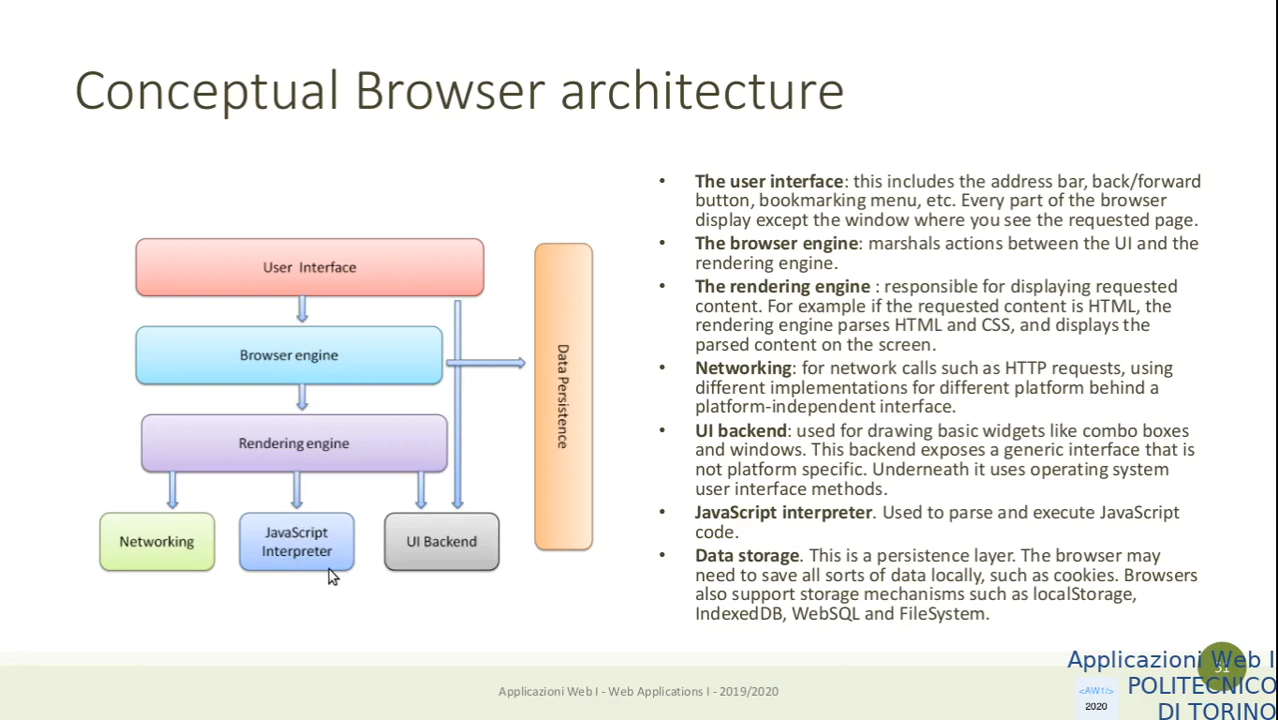 Conceptual Browser architecture
User Interface
Browser engine
Rendering engine
Networking
JavaScript
Interpreter
UI Backend
Data Persistence
• The user interface: this includes the address bar, back/forward
button, bookmarking menu, etc. Every part of the browser
display except the window where you see the requested page.
• The browser engine: marshals actions between the UI and the
rendering engine.
• The rendering engine : responsible for displaying requested
content. For example if the requested content is HTML, the
rendering engine parses HTML and CSS, and displays the
parsed content on the screen.
• Networking: for network calls such as HTTP requests, using
different implementations for different platform behind a
platform-independent interface.
• UI backend: used for drawing basic widgets like combo boxes
and windows. This backend exposes a generic interface that is
not platform specific. Underneath it uses operating system
user interface methods.
• JavaScript interpreter. Used to parse and execute JavaScript
code.
• Data storage. This is a persistence layer. The browser may
need to save all sorts of data locally, such as cookies. Browsers
also support storage mechanisms such as localStorage,
IndexedDB, WebSQL and FileSystem.
Applicazioni Web I - Web Applications I - 2019/2020
31
Applicazioni Web I
POLITECNICO
DI TORINO
<AW1/>
2020